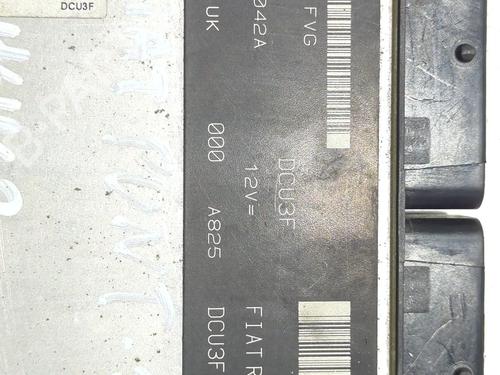 DCU3F
FVG
042A
UK
DCU3F
12V=
000 A825
FIAT R
DCU3F